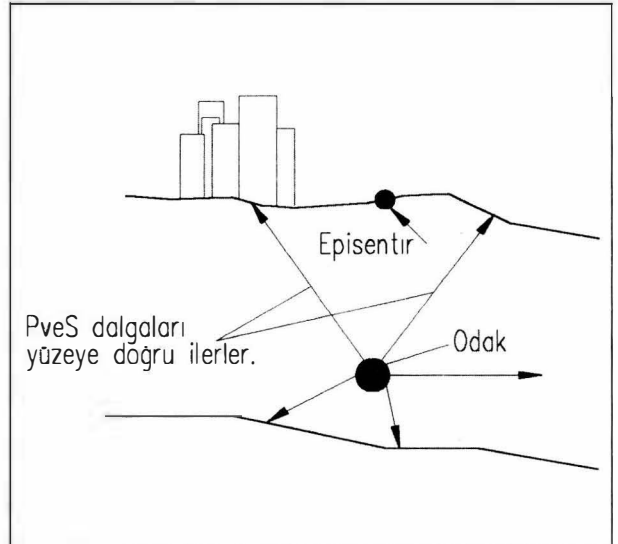 Episentır
PveS dalgaları
yüzeye doğru ilerler.
Odak